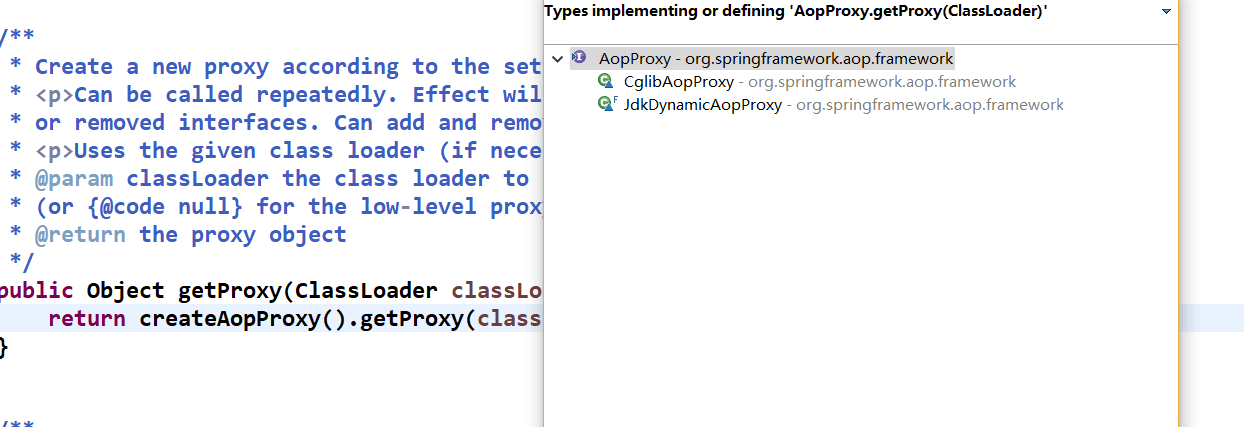 /**
* Create a new proxy according to the set
* <p>Can be called repeatedly. Effect wil
* or removed interfaces. Can add and remo
* <p>Uses the given class loader (if nece
* @param classLoader the class loader to
* (or {@code null} for the low-level prox
* @return the proxy object
*/
public Object getProxy(ClassLoader classLo
return createAopProxy().getProxy(class
}
/**
Types implementing or defining 'AopProxy.getProxy(ClassLoader)'
AopProxy - org.springframework.aop.framework
CglibAopProxy - org.springframework.aop.framework
JdkDynamicAopProxy - org.springframework.aop.framework